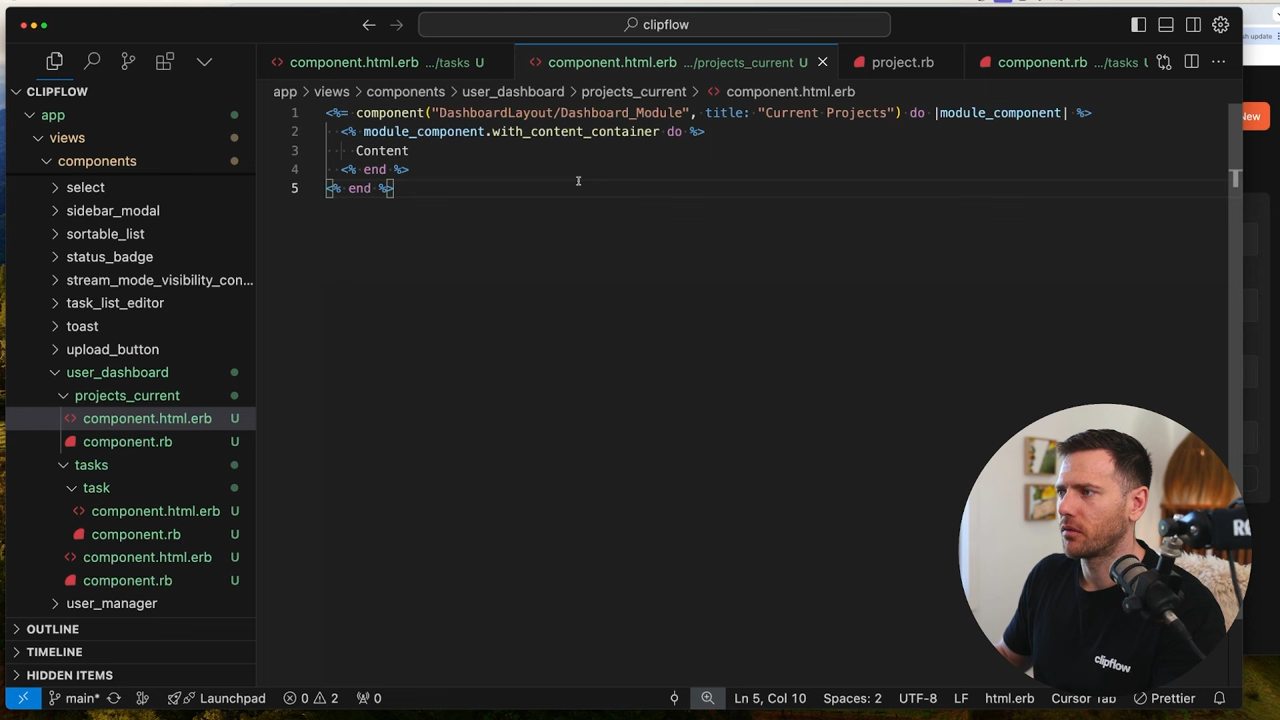 clipflow
sh update
component.html.erb .../tasks U
component.html.erb .../projects_current U
project.rb
component.rb .../tasks U
CLIPFLOW
app > views > components > user_dashboard > projects_current > component.html.erb
ew
app
views
components
select
sidebar_modal
sortable_list
status_badge
stream_mode_visibility_con...
task_list_editor
toast
upload_button
user_dashboard
projects_current
component.html.erb U
component.rb U
tasks
task
component.html.erb U
component.rb U
component.html.erb U
component.rb U
user_manager
OUTLINE
TIMELINE
HIDDEN ITEMS
1 <%= component("DashboardLayout/Dashboard_Module", title: "Current Projects") do |module_component| %>
2 <% module_component.with_content_container do %>
3 Content
4 <% end %>
5 <% end %>
clipflow
main* Launchpad 0 2 0 Ln 5, Col 10 Spaces: 2 UTF-8 LF html.erb Cursor Tab Prettier